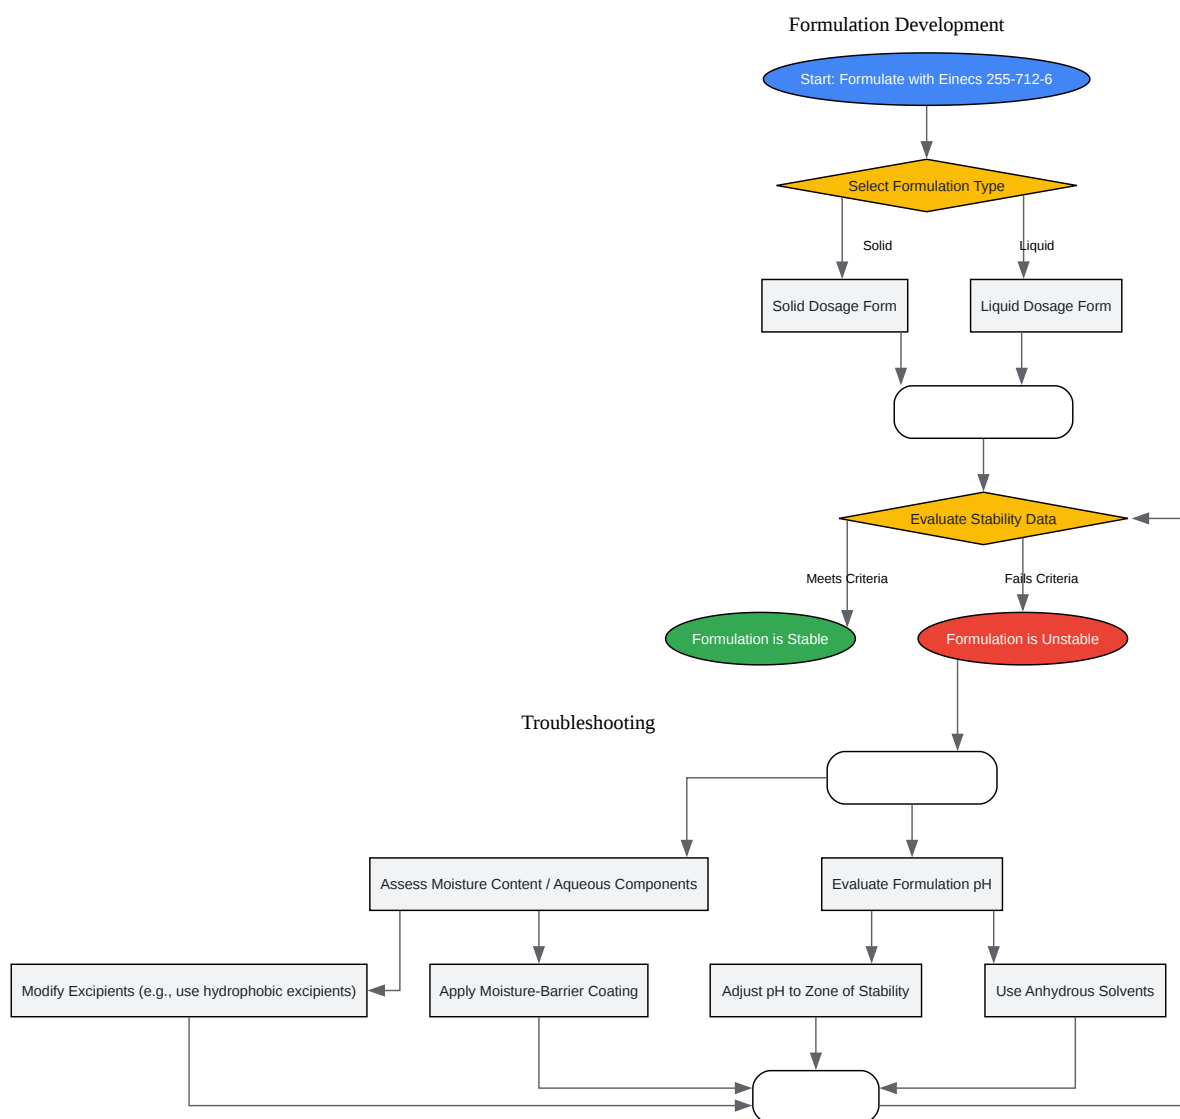 Formulation Development
Start: Formulate with Einecs 255-712-6
Select Formulation Type
Solid
Liquid
Solid Dosage Form
Liquid Dosage Form
Evaluate Stability Data
Meets Criteria
Fails Criteria
Formulation is Stable
Formulation is Unstable
Troubleshooting
Assess Moisture Content / Aqueous Components
Evaluate Formulation pH
Modify Excipients (e.g., use hydrophobic excipients)
Apply Moisture-Barrier Coating
Adjust pH to Zone of Stability
Use Anhydrous Solvents